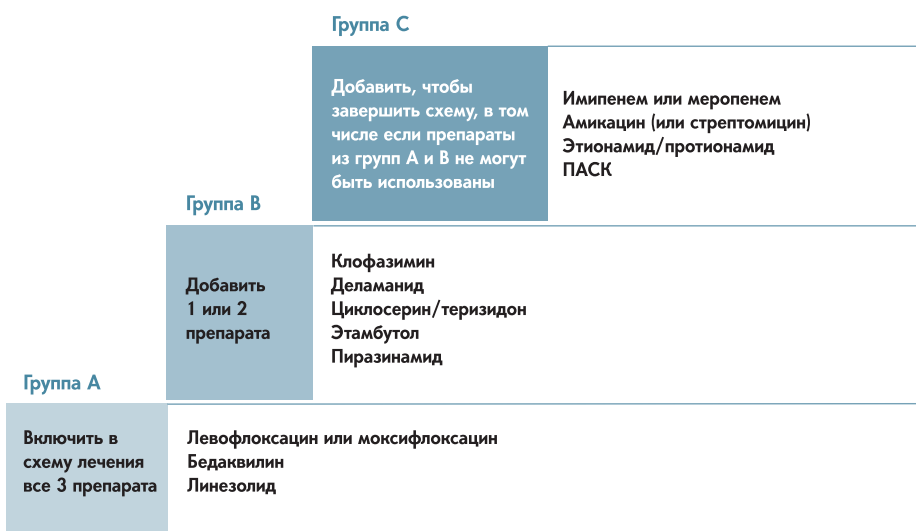 Группа C
Добавить, чтобы
завершить схему, в том
числе если препараты
из групп А и В не могут
быть использованы
Имипенем или меропенем
Амикацин (или стрептомицин)
Этионамид/протионамид
ПАСК
Группа B
Добавить
1 или 2
препарата
Клофазимин
Деламанид
Циклосерин/теризидон
Этамбутол
Пиразинамид
Группа А
Включить в
схему лечения
все 3 препарата
Левофлоксацин или моксифлоксацин
Бедаквилин
Линезолид